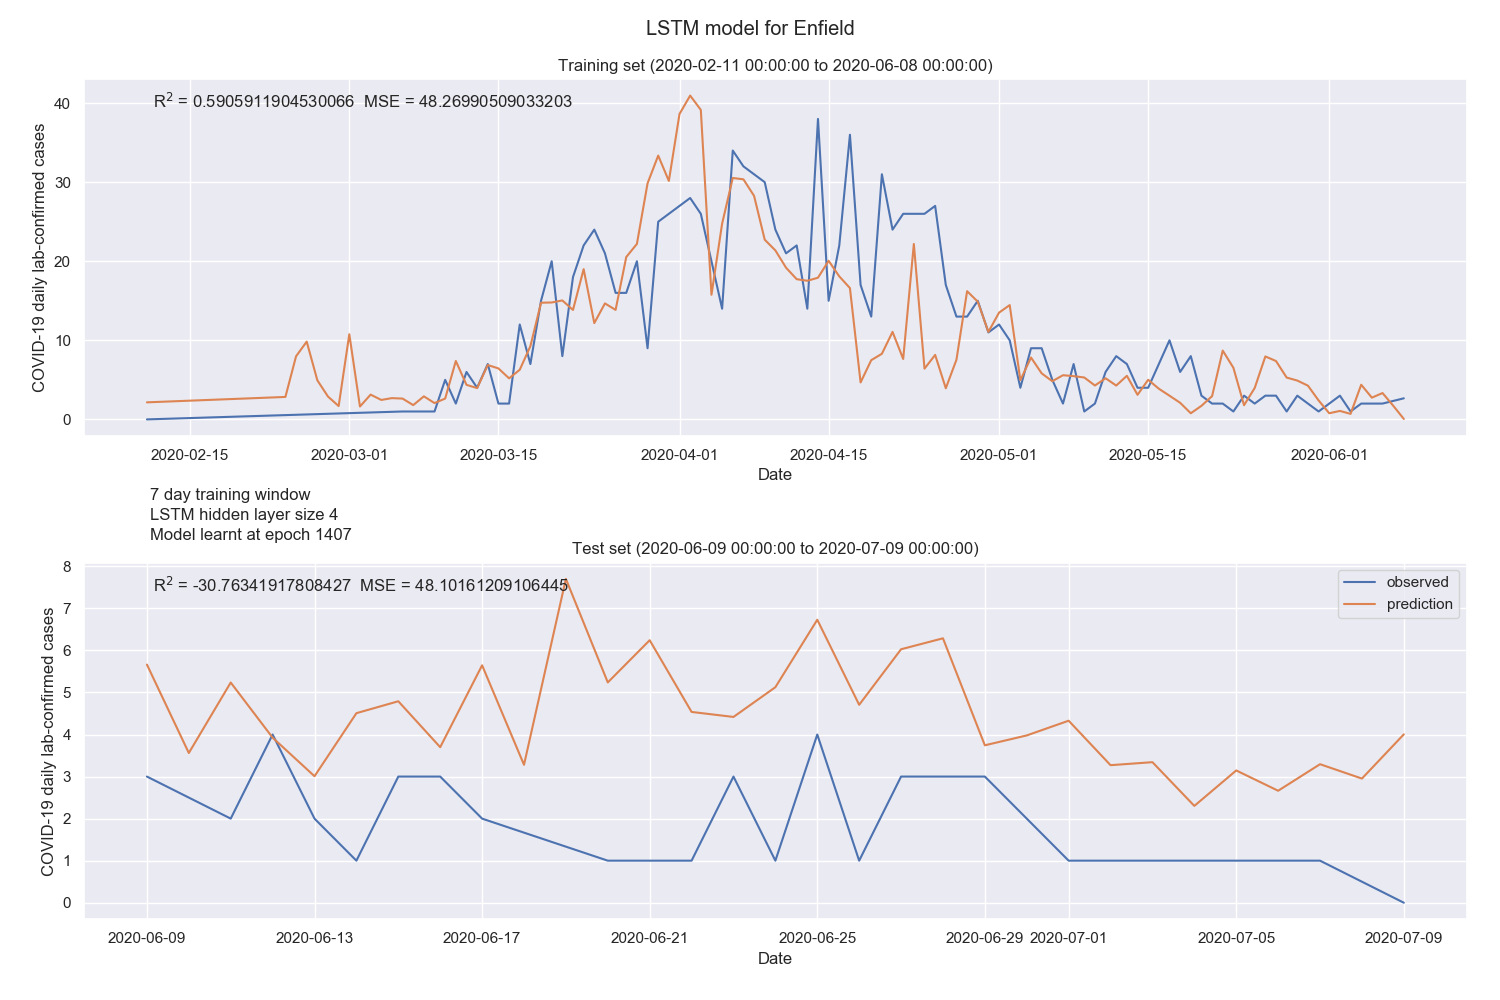 LSTM model for Enfield
Training set (2020-02-11 00:00:00 to 2020-06-08 00:00:00)
R² = 0.5905911904530066 MSE = 48.26990509033203
COVID-19 daily lab-confirmed cases
40
30
20
10
0
2020-02-15 2020-03-01 2020-03-15 2020-04-01 2020-04-15 2020-05-01 2020-05-15 2020-06-01
Date
7 day training window
LSTM hidden layer size 4
Model learnt at epoch 1407
Test set (2020-06-09 00:00:00 to 2020-07-09 00:00:00)
R² = -30.76341917808427 MSE = 48.10161209106445
observed
prediction
COVID-19 daily lab-confirmed cases
8
7
6
5
4
3
2
1
0
2020-06-09 2020-06-13 2020-06-17 2020-06-21 2020-06-25 2020-06-29 2020-07-01 2020-07-05 2020-07-09
Date